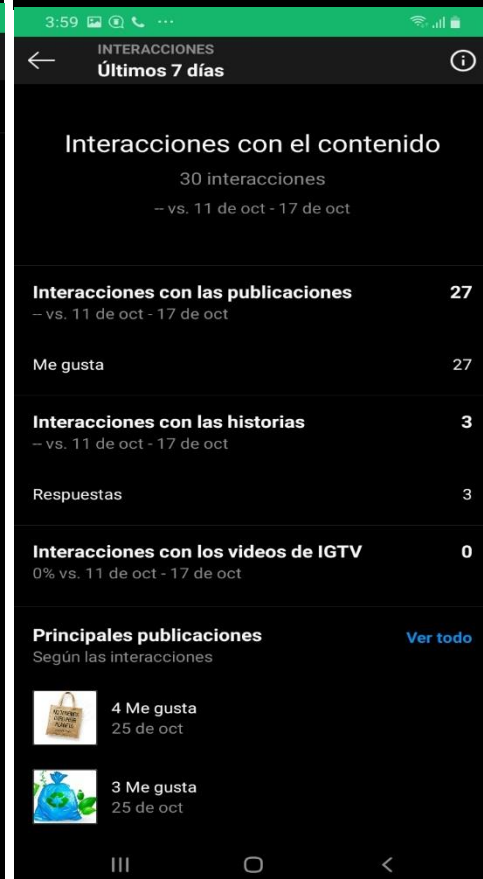 3:59
INTERACCIONES
Últimos 7 días
Interacciones con el contenido
30 interacciones
-- vs. 11 de oct - 17 de oct
Interacciones con las publicaciones 27
-- vs. 11 de oct - 17 de oct
Me gusta 27
Interacciones con las historias 3
-- vs. 11 de oct - 17 de oct
Respuestas 3
Interacciones con los videos de IGTV 0
0% vs. 11 de oct - 17 de oct
Principales publicaciones Ver todo
Según las interacciones
4 Me gusta
25 de oct
3 Me gusta
25 de oct